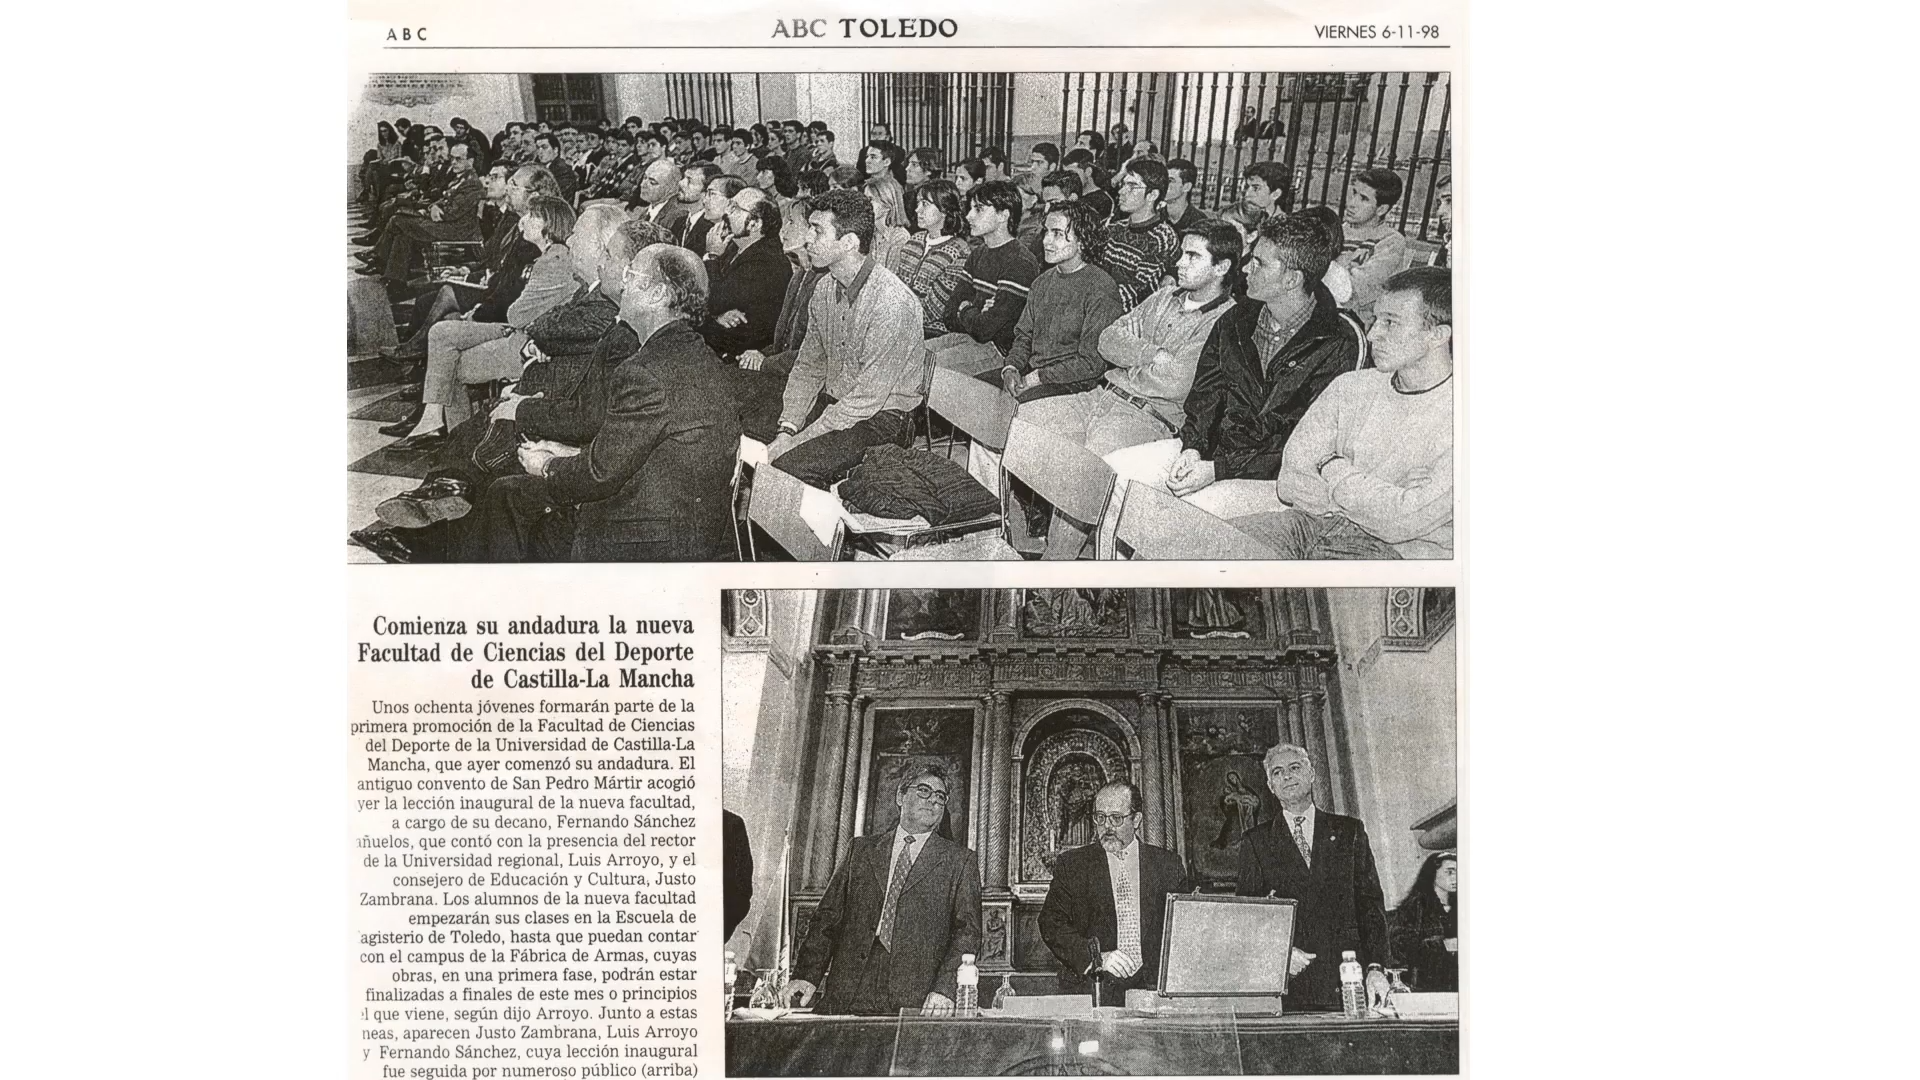 ABC
ABC TOLEDO
VIERNES 6-11-98
Comienza su andadura la nueva
Facultad de Ciencias del Deporte
de Castilla-La Mancha
Unos ochenta jóvenes formarán parte de la
primera promoción de la Facultad de Ciencias
del Deporte de la Universidad de Castilla-La
Mancha, que ayer comenzó su andadura. El
antiguo convento de San Pedro Mártir acogió
yer la lección inaugural de la nueva facultad,
a cargo de su decano, Fernando Sánchez
añuelos, que contó con la presencia del rector
de la Universidad regional, Luis Arroyo, y el
consejero de Educación y Cultura, Justo
Zambrana. Los alumnos de la nueva facultad
empezarán sus clases en la Escuela de
agisterio de Toledo, hasta que puedan contar
con el campus de la Fábrica de Armas, cuyas
obras, en una primera fase, podrán estar
finalizadas a finales de este mes o principios
l que viene, según dijo Arroyo. Junto a estas
neas, aparecen Justo Zambrana, Luis Arroyo
y Fernando Sánchez, cuya lección inaugural
fue seguida por numeroso público (arriba)